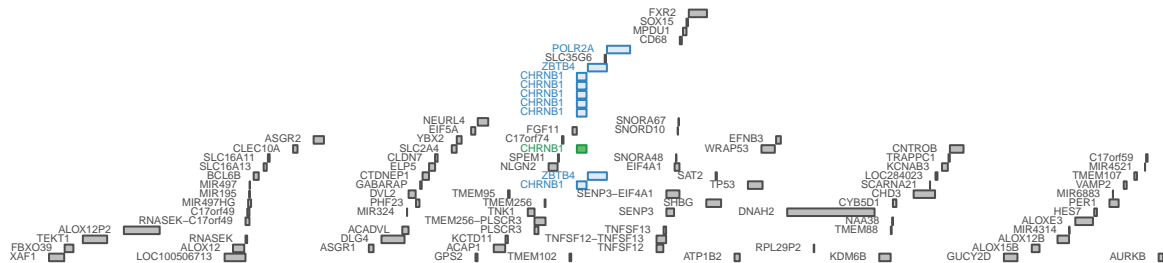 FXR2
SOX15
MPDU1
CD68
POLR2A
SLC35G6
ZBTB4
CHRNB1
CHRNB1
CHRNB1
CHRNB1
CHRNB1
NEURL4 SNORA67
EIF5A FGF11 SNORD10
ASGR2 YBX2 C17orf74 EFNB3
CLEC10A SLC2A4 CHRNB1 WRAP53 CNTROB
SLC16A11 CLDN7 SPEM1 SNORA48 TRAPPC1 C17orf59
SLC16A13 ELP5 NLGN2 EIF4A1 KCNAB3 MIR4521
BCL6B CTDNEP1 ZBTB4 SAT2 LOC284023 TMEM107
MIR497 GABARAP CHRNB1 TP53 SCARNA21 VAMP2
MIR195 DVL2 TMEM95 SENP3−EIF4A1 CHD3 MIR6883
MIR497HG PHF23 TMEM256 SHBG CYB5D1 PER1
C17orf49 MIR324 TNK1 SENP3 DNAH2 HES7
RNASEK−C17orf49 TMEM256−PLSCR3 NAA38 ALOXE3
ALOX12P2 ACADVL PLSCR3 TNFSF13 TMEM88 MIR4314
TEKT1 RNASEK DLG4 KCTD11 TNFSF12−TNFSF13 ALOX12B
FBXO39 ALOX12 ASGR1 ACAP1 TNFSF12 RPL29P2 ALOX15B
XAF1 LOC100506713 GPS2 TMEM102 ATP1B2 KDM6B GUCY2D AURKB